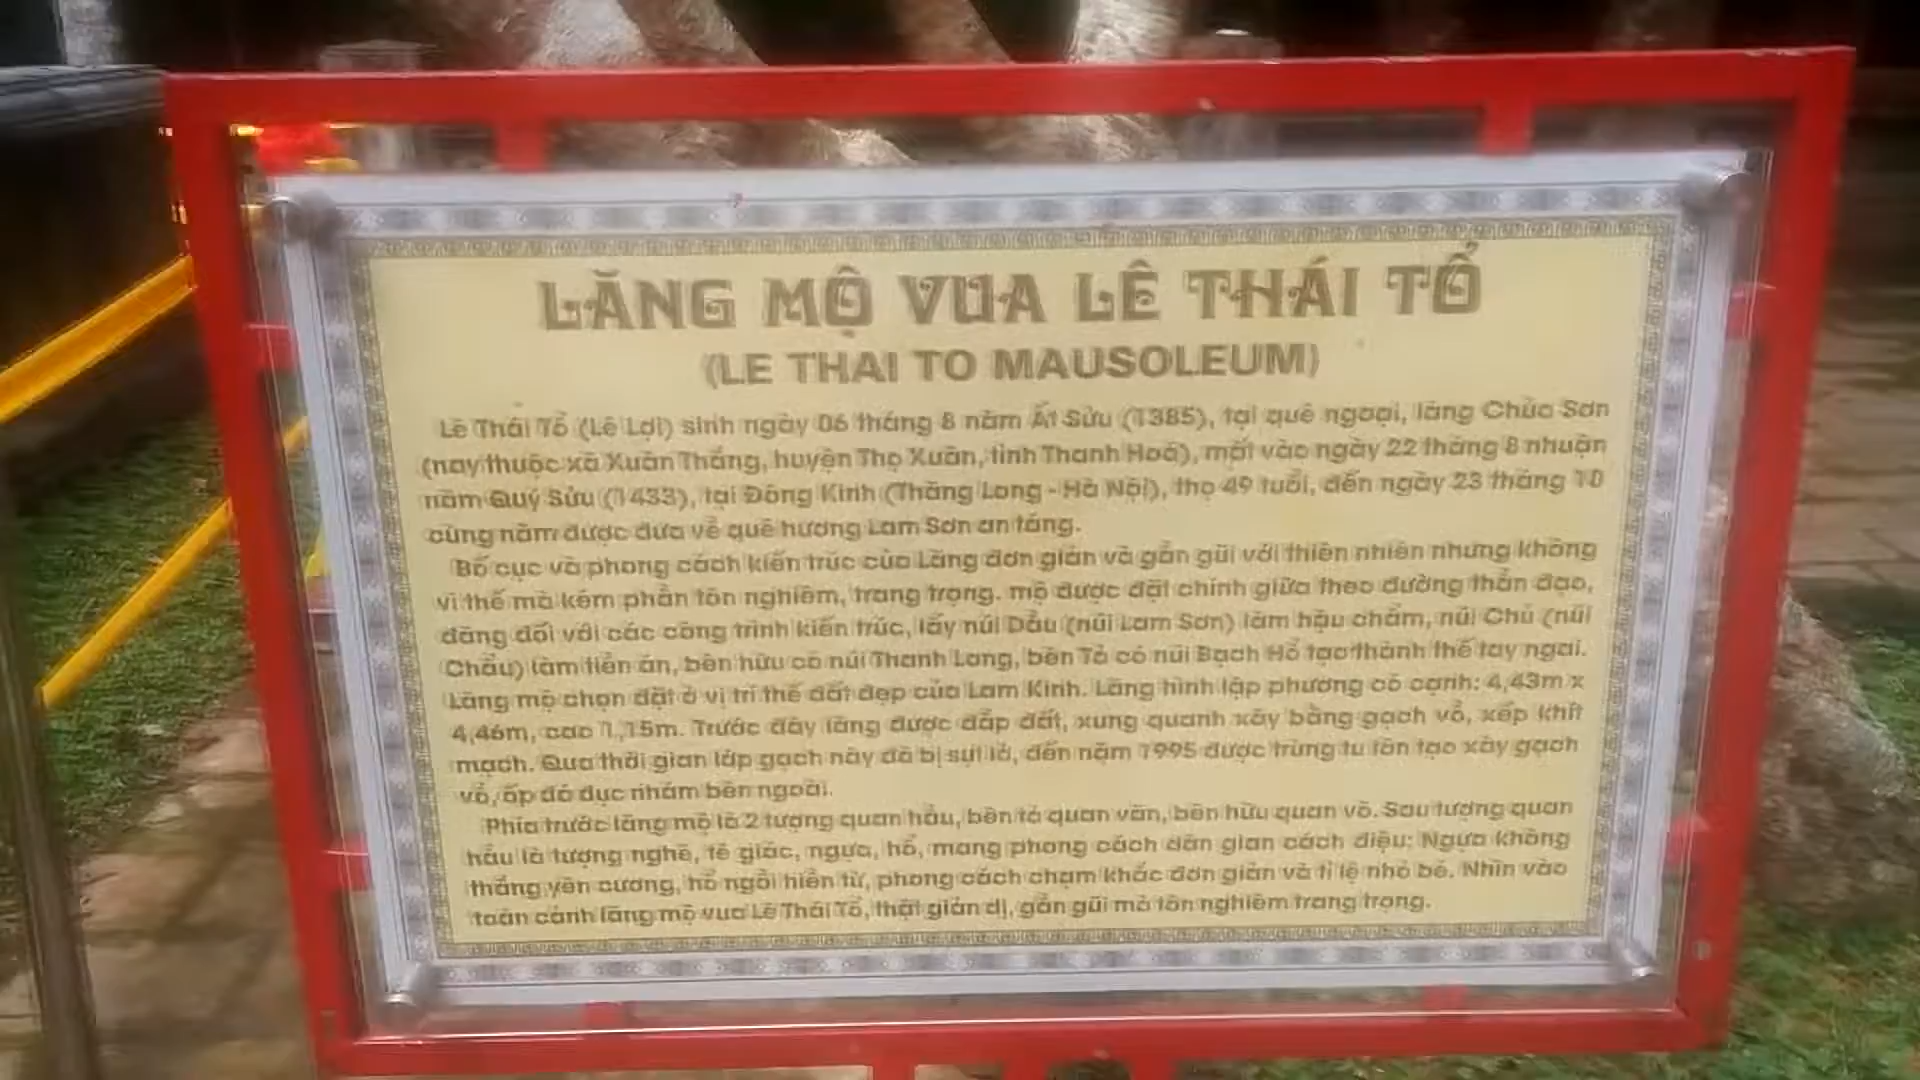 LĂNG MỘ VUA LÊ THÁI TỔ
(LE THAI TO MAUSOLEUM)
Lê Thái Tổ (Lê Lợi) sinh ngày 06 tháng 8 năm Ất Sửu (1385), tại quê ngoại, làng Chủa Sơn
(nay thuộc xã Xuân Thắng, huyện Thọ Xuân, tỉnh Thanh Hoá), mất vào ngày 22 tháng 8 nhuận
năm Quý Sửu (1433), tại Đông Kinh (Thăng Long - Hà Nội), thọ 49 tuổi, đến ngày 23 tháng 10
cùng năm được đưa về quê hương Lam Sơn an táng.
Bố cục và phong cách kiến trúc của Lăng đơn giản và gần gũi với thiên nhiên nhưng không
vì thế mà kém phần tôn nghiêm, trang trọng. mộ được đặt chính giữa theo đường thần đạo,
đăng đối với các công trình kiến trúc, lấy núi Dầu (núi Lam Sơn) làm hậu chẩm, núi Chủ (núi
Chẩu) làm tiền án, bên hữu có núi Thanh Long, bên Tả có núi Bạch Hổ tạo thành thế tay ngai.
Lăng mộ chọn đặt ở vị trí thế đất đẹp của Lam Kinh. Lăng hình lập phương có cạnh: 4,43m x
4,46m, cao 1,15m. Trước đây lăng được đắp đất, xung quanh xây bằng gạch vồ, xếp khít
mạch. Qua thời gian lớp gạch này đã bị sụt lở, đến năm 1995 được trùng tu tôn tạo xây gạch
vồ, ốp đá đục nhám bên ngoài.
Phía trước lăng mộ là 2 tượng quan hầu, bên tả quan văn, bên hữu quan võ. Sau tượng quan
hầu là tượng nghê, tê giác, ngựa, hổ, mang phong cách dân gian cách điệu: Ngựa không
thắng yên cương, hổ ngồi hiền từ, phong cách chạm khắc đơn giản và tỉ lệ nhỏ bé. Nhìn vào
toàn cảnh lăng mộ vua Lê Thái Tổ, thật giản dị, gần gũi mà tôn nghiêm trang trọng.